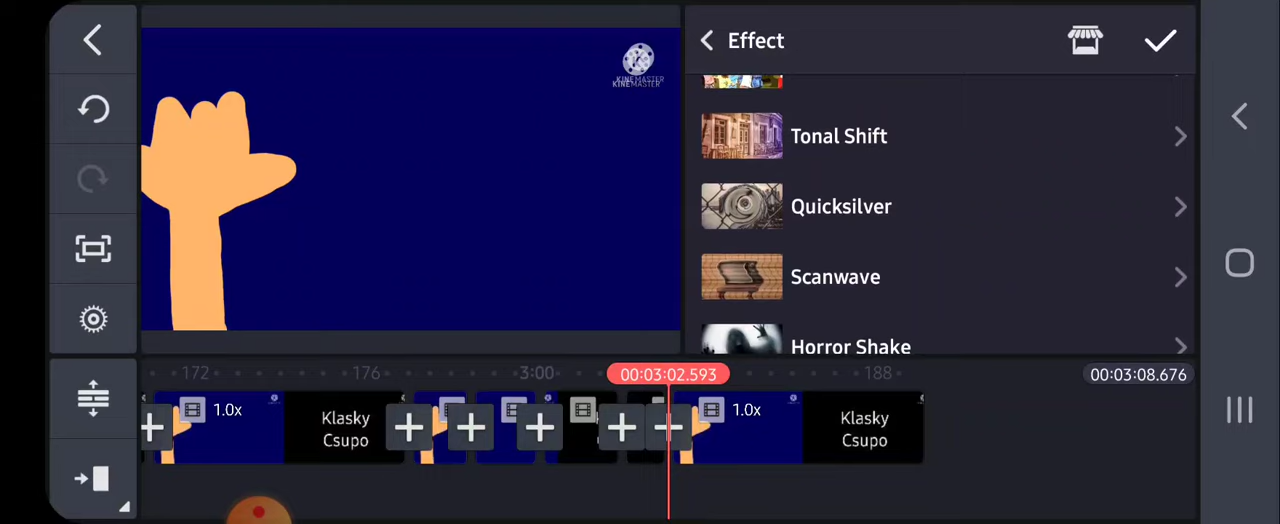 Effect
KINEMASTER
KINEMASTER
Tonal Shift
Quicksilver
Scanwave
Horror Shake
172
176
3:00
00:03:02.593
188
00:03:08.676
1.0x
Klasky
Csupo
1.0x
Klasky
Csupo